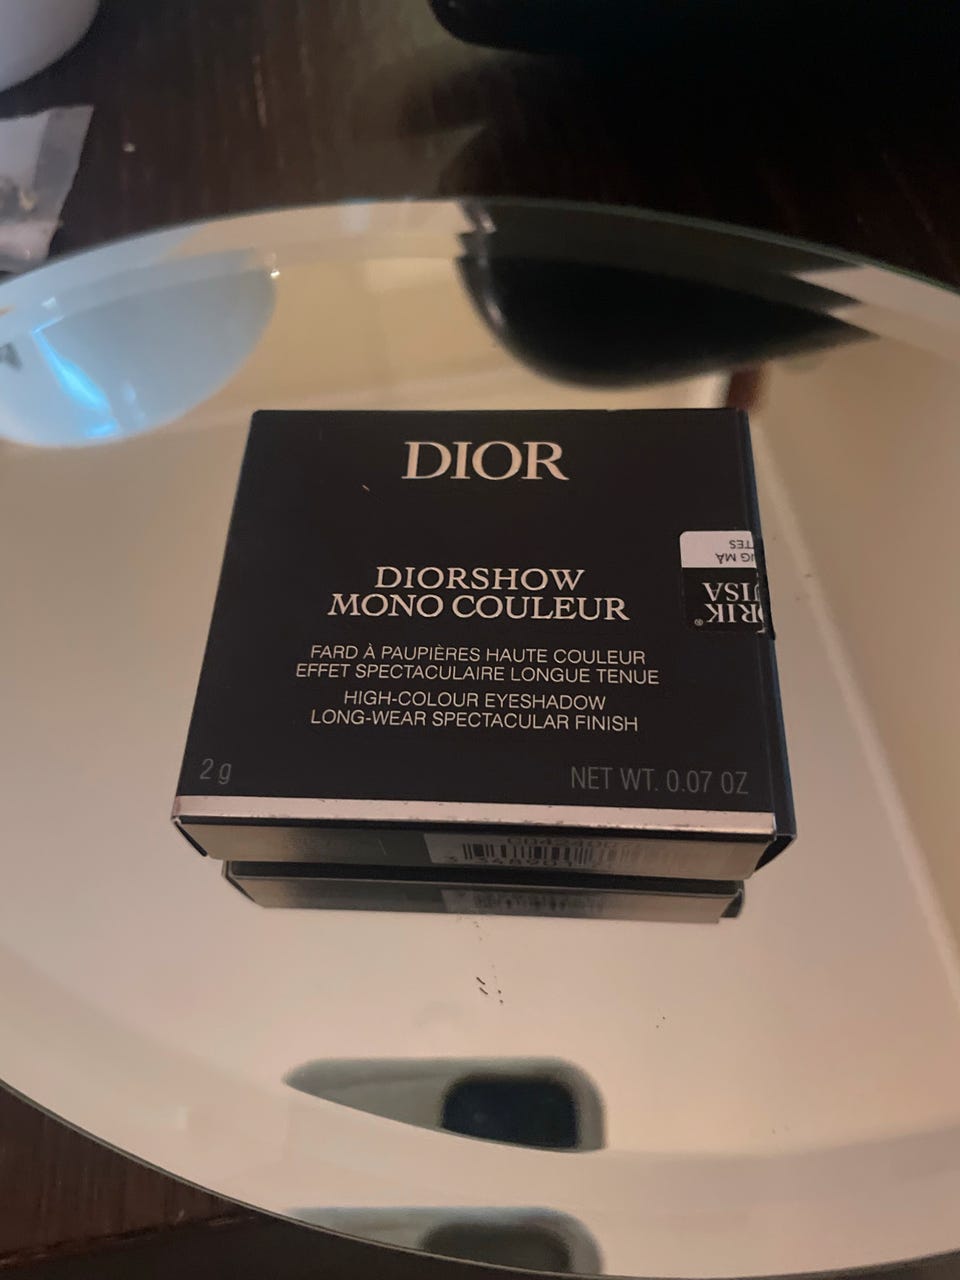 DIOR
DIORSHOW
MONO COULEUR
FARD À PAUPIÈRES HAUTE COULEUR
EFFET SPECTACULAIRE LONGUE TENUE
HIGH-COLOUR EYESHADOW
LONG-WEAR SPECTACULAR FINISH
2 g
NET WT. 0.07 OZ